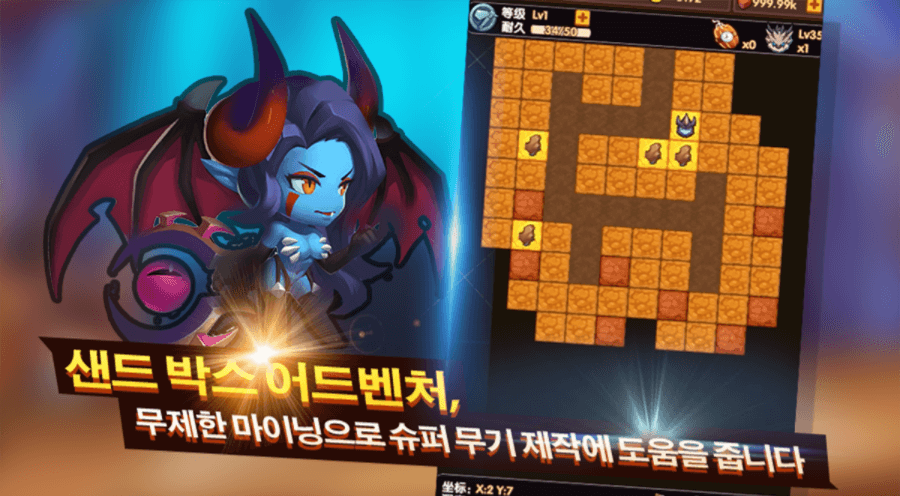 999.99k
等级 Lv1
耐久
x0
Lv35
x1
샌드 박스 어드벤처,
무제한 마이닝으로 슈퍼 무기 제작에 도움을 줍니다
坐标: X:2 Y:7